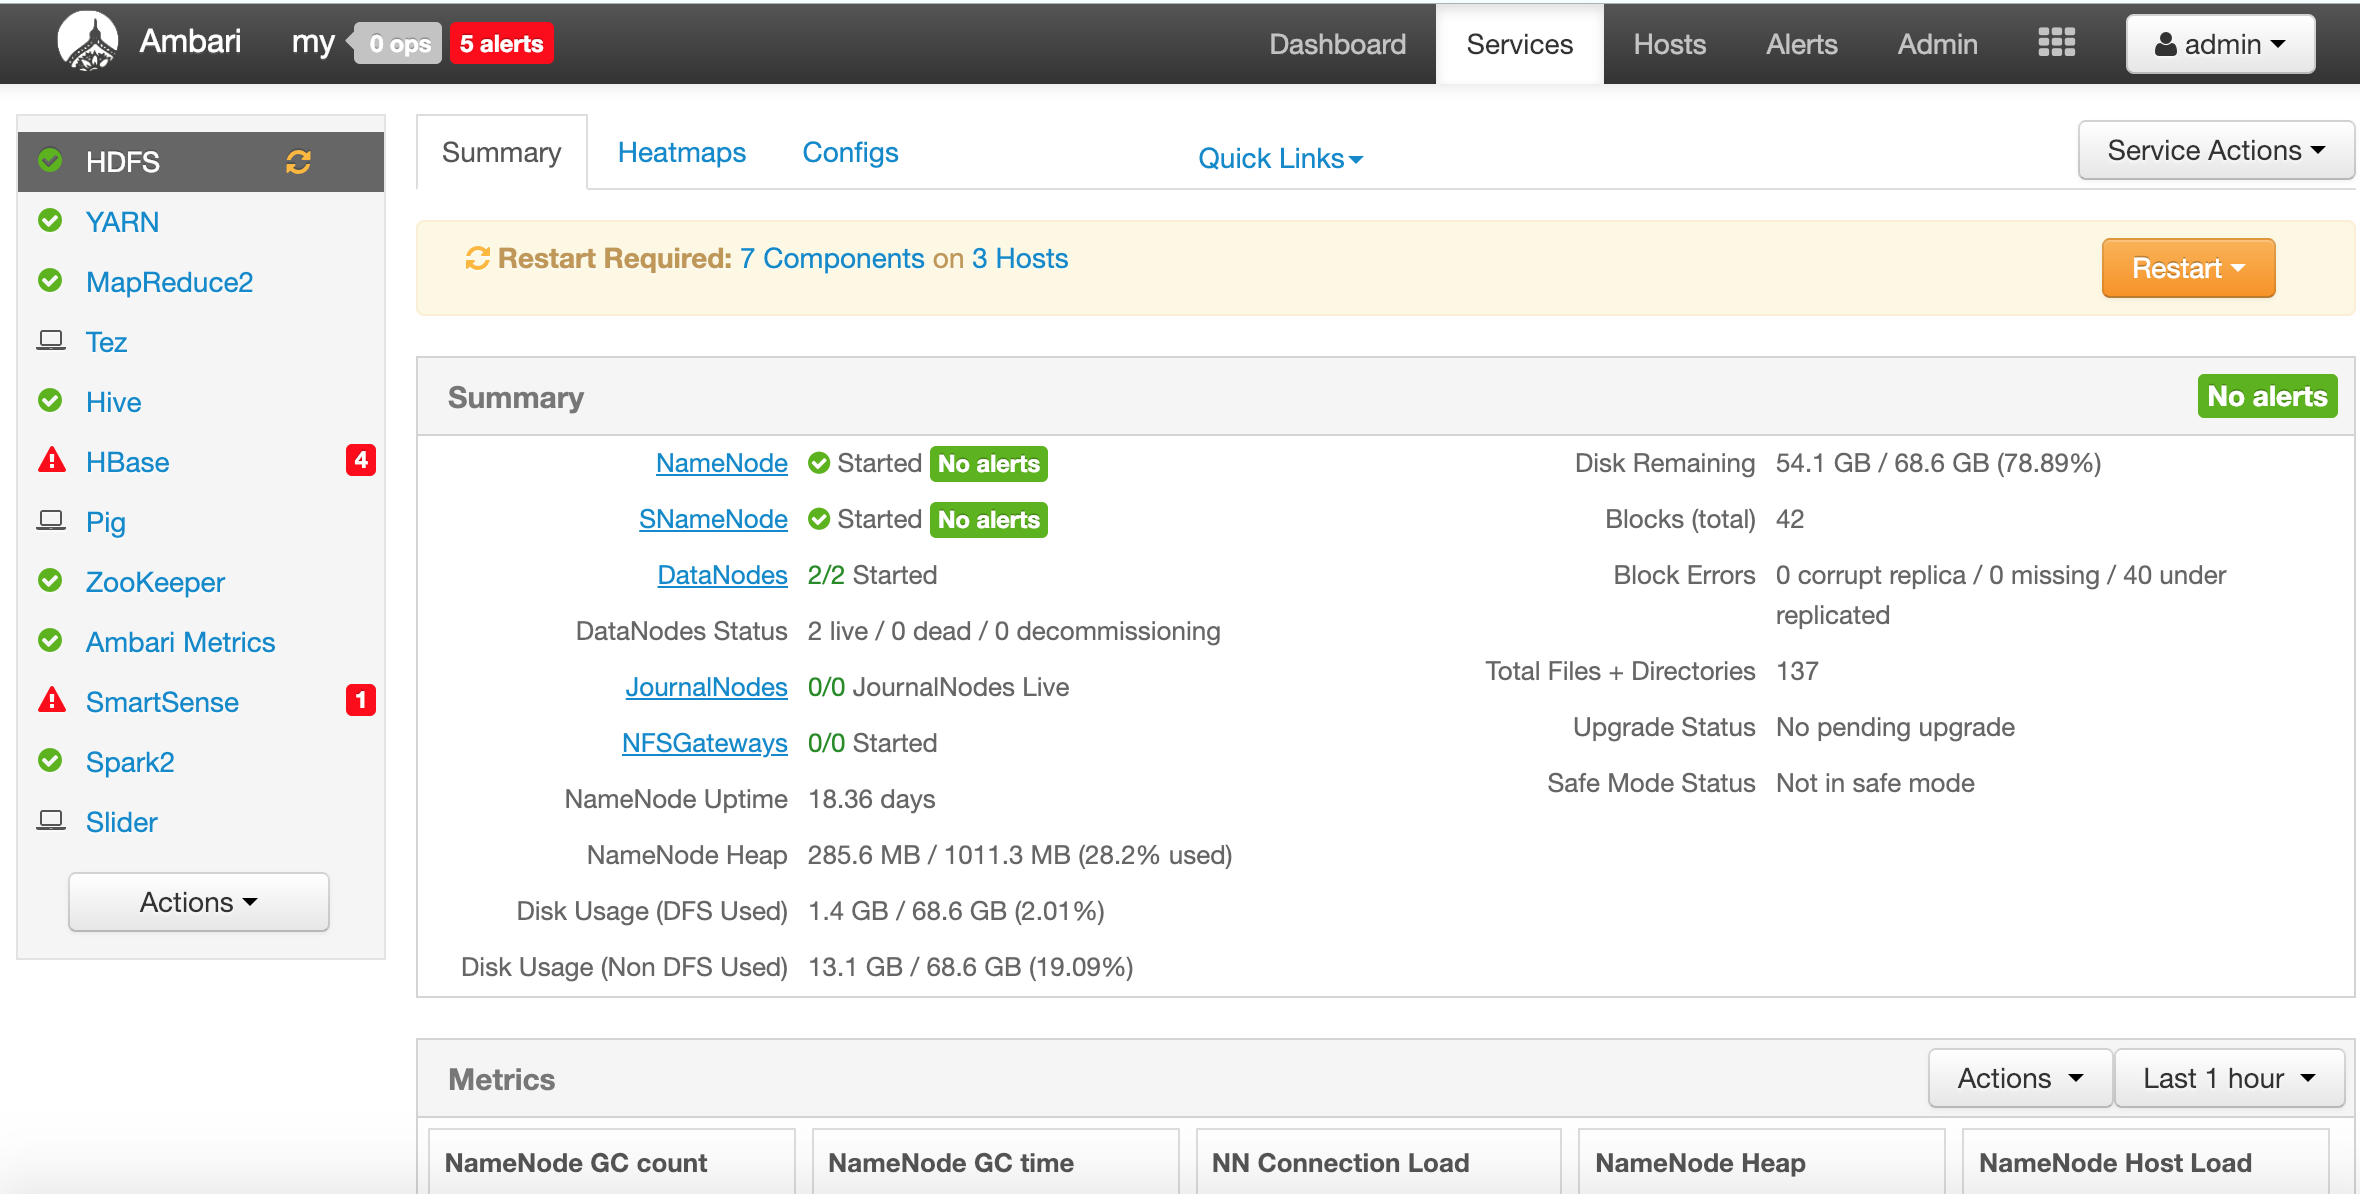 Ambari my 0 ops 5 alerts Dashboard Services Hosts Alerts Admin admin
HDFS
YARN
MapReduce2
Tez
Hive
HBase 4
Pig
ZooKeeper
Ambari Metrics
SmartSense 1
Spark2
Slider
Actions
Summary Heatmaps Configs Quick Links Service Actions
Restart Required: 7 Components on 3 Hosts Restart
Summary No alerts
NameNode Started No alerts
SNameNode Started No alerts
DataNodes 2/2 Started
DataNodes Status 2 live / 0 dead / 0 decommissioning
JournalNodes 0/0 JournalNodes Live
NFSGateways 0/0 Started
NameNode Uptime 18.36 days
NameNode Heap 285.6 MB / 1011.3 MB (28.2% used)
Disk Usage (DFS Used) 1.4 GB / 68.6 GB (2.01%)
Disk Usage (Non DFS Used) 13.1 GB / 68.6 GB (19.09%)
Disk Remaining 54.1 GB / 68.6 GB (78.89%)
Blocks (total) 42
Block Errors 0 corrupt replica / 0 missing / 40 under
replicated
Total Files + Directories 137
Upgrade Status No pending upgrade
Safe Mode Status Not in safe mode
Metrics Actions Last 1 hour
NameNode GC count NameNode GC time NN Connection Load NameNode Heap NameNode Host Load